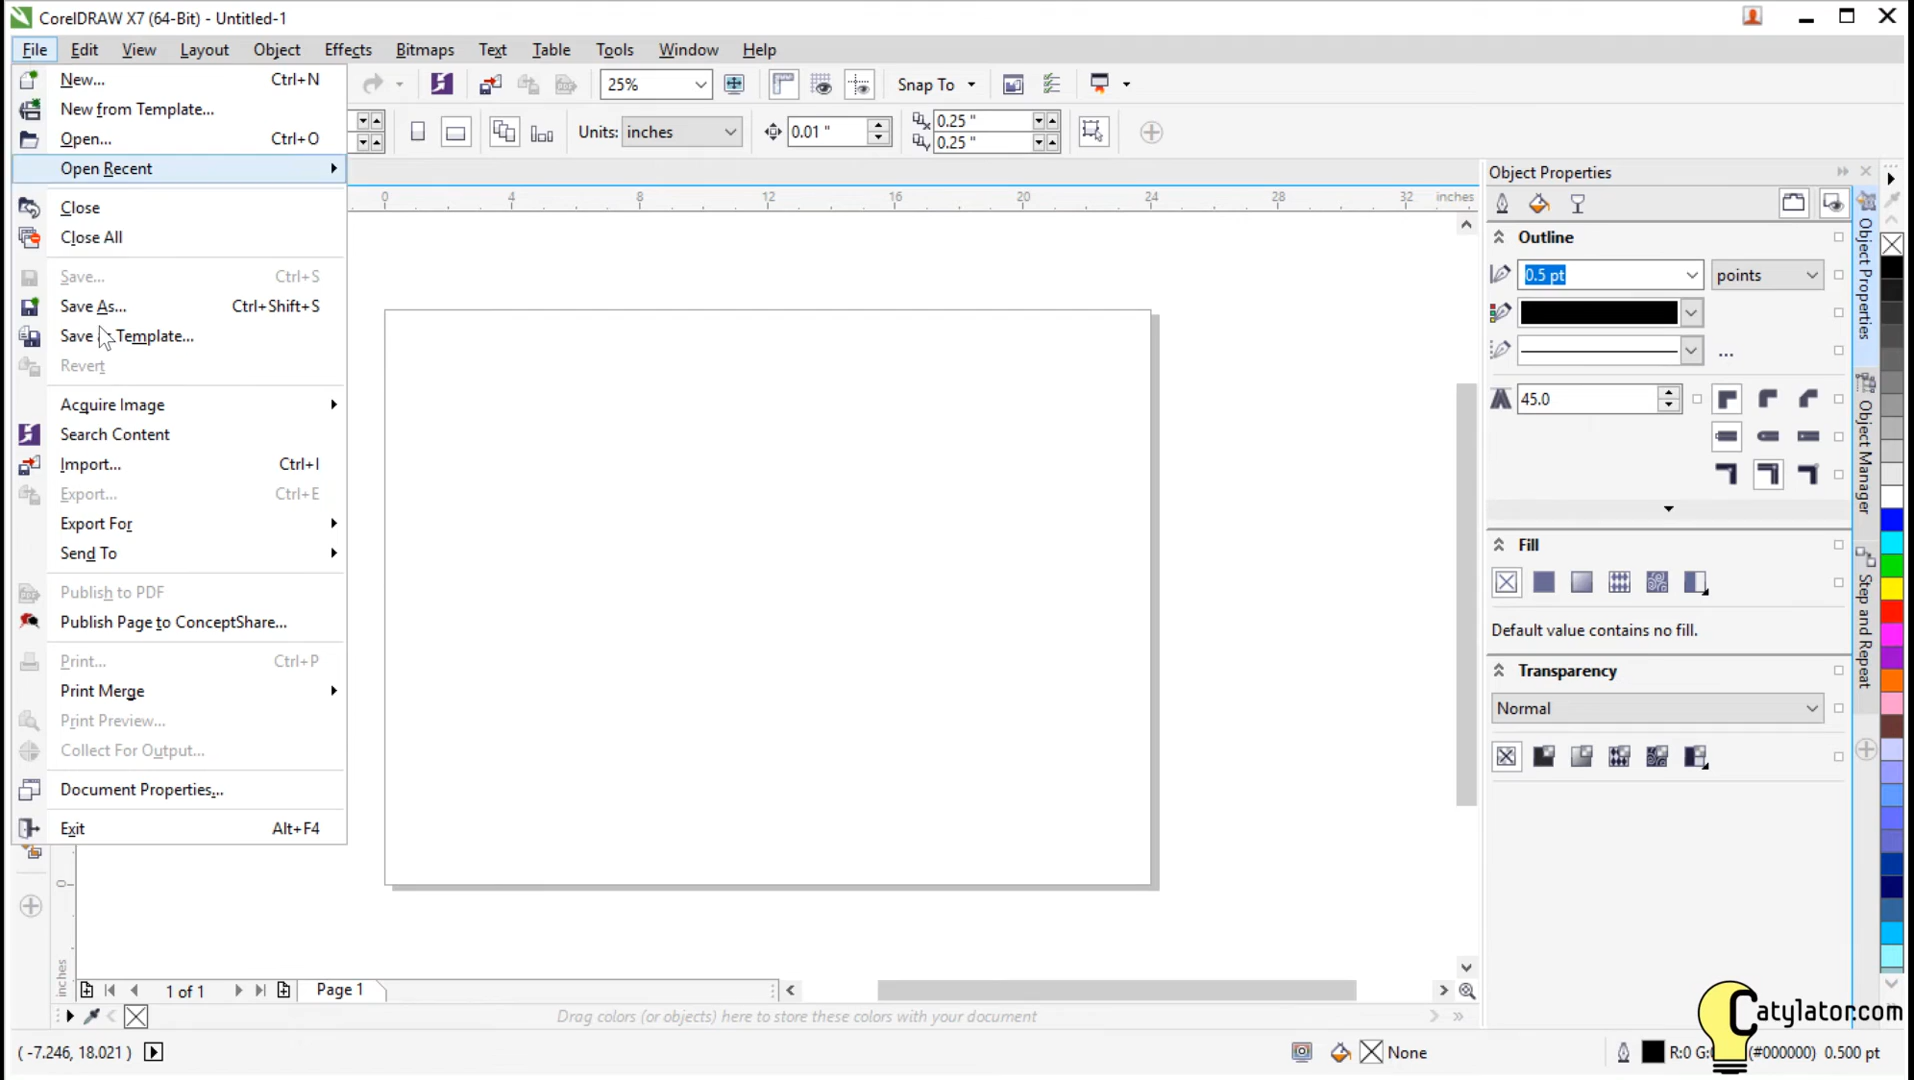 CorelDRAW X7 (64-Bit) - Untitled-1
File Edit View Layout Object Effects Bitmaps Text Table Tools Window Help
New... Ctrl+N
New from Template...
Open... Ctrl+O
Open Recent
Close
Close All
Save... Ctrl+S
Save As... Ctrl+Shift+S
Save Template...
Revert
Acquire Image
Search Content
Import... Ctrl+I
Export... Ctrl+E
Export For
Send To
Publish to PDF
Publish Page to ConceptShare...
Print... Ctrl+P
Print Merge
Print Preview...
Collect For Output...
Document Properties...
Exit Alt+F4
25% Snap To
Units: inches 0.01 " 0.25 "
0.25 "
0 4 8 12 16 20 24 28 32 inches
0
inches
Object Properties
Outline
0.5 pt points
45.0
Fill
Default value contains no fill.
Transparency
Normal
Object Properties
Object Manager
Step and Repeat
1 of 1 Page 1
Drag colors (or objects) here to store these colors with your document
( -7.246, 18.021 ) None R:0 G: (#000000) 0.500 pt
Catylator.com